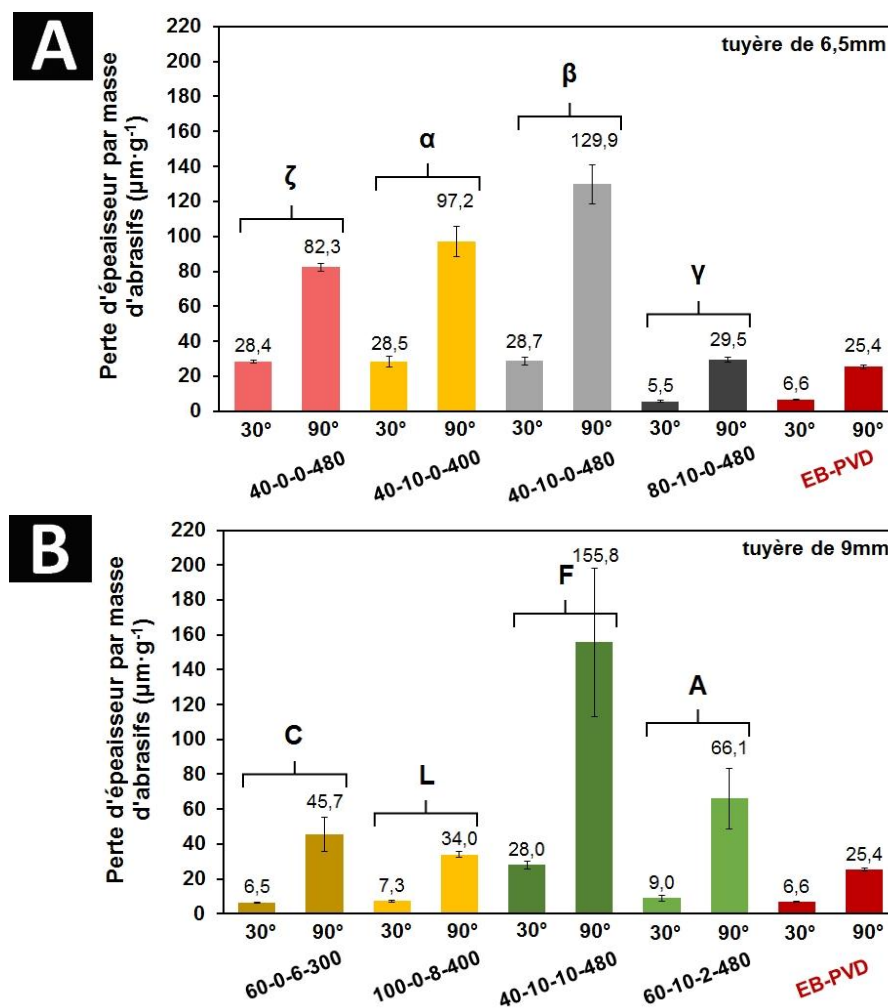 A
tuyère de 6,5mm
Perte d'épeaisseur par masse
d'abrasifs (µm·g⁻¹)
220
200
180
160
140
120
100
80
60
40
20
0
ζ
α
β
γ
28,4
82,3
28,5
97,2
28,7
129,9
5,5
29,5
6,6
25,4
30° 90° 30° 90° 30° 90° 30° 90° 30° 90°
40-0-0-480
40-10-0-400
40-10-0-480
80-10-0-480
EB-PVD
B
tuyère de 9mm
Perte d'épeaisseur par masse
d'abrasifs (µm·g⁻¹)
220
200
180
160
140
120
100
80
60
40
20
0
C
L
F
A
6,5
45,7
7,3
34,0
28,0
155,8
9,0
66,1
6,6
25,4
30° 90° 30° 90° 30° 90° 30° 90° 30° 90°
60-0-6-300
100-0-8-400
40-10-10-480
60-10-2-480
EB-PVD